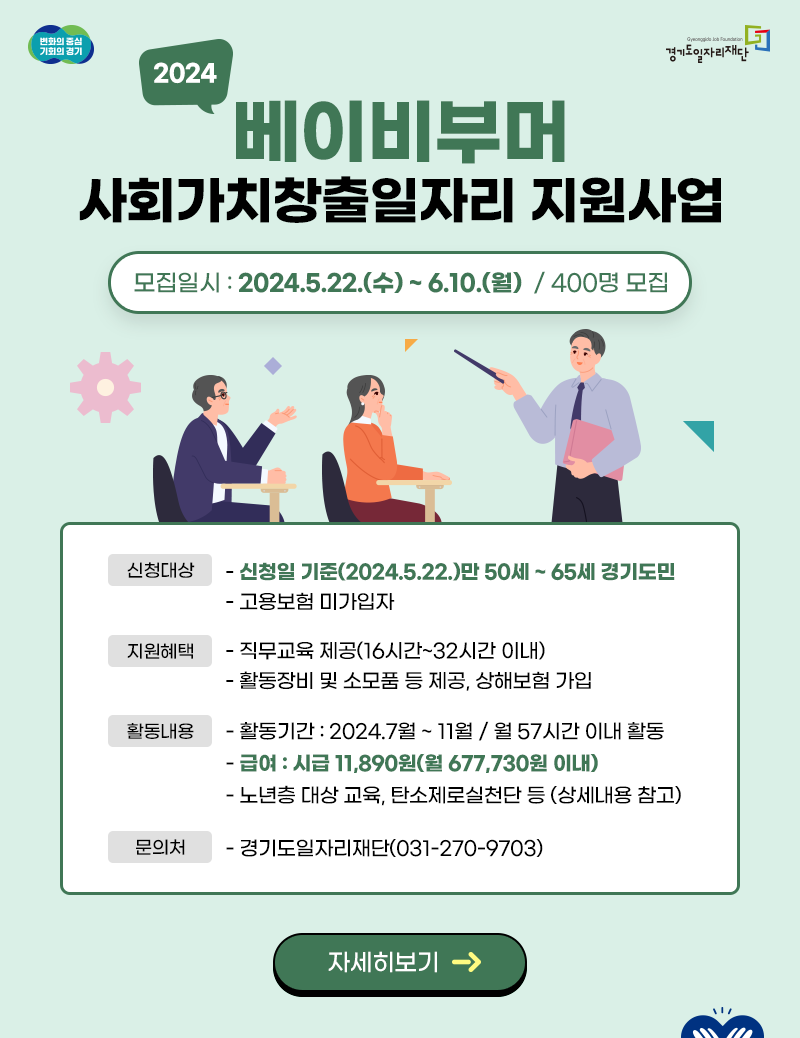 변화의 중심
기회의 경기
Gyeonggido Job Foundation
경기도일자리재단
2024
베이비부머
사회가치창출일자리 지원사업
모집일시 : 2024.5.22.(수) ~ 6.10.(월) / 400명 모집
신청대상
- 신청일 기준(2024.5.22.)만 50세 ~ 65세 경기도민
- 고용보험 미가입자
지원혜택
- 직무교육 제공(16시간~32시간 이내)
- 활동장비 및 소모품 등 제공, 상해보험 가입
활동내용
- 활동기간 : 2024.7월 ~ 11월 / 월 57시간 이내 활동
- 급여 : 시급 11,890원(월 677,730원 이내)
- 노년층 대상 교육, 탄소제로실천단 등 (상세내용 참고)
문의처
- 경기도일자리재단(031-270-9703)
자세히보기